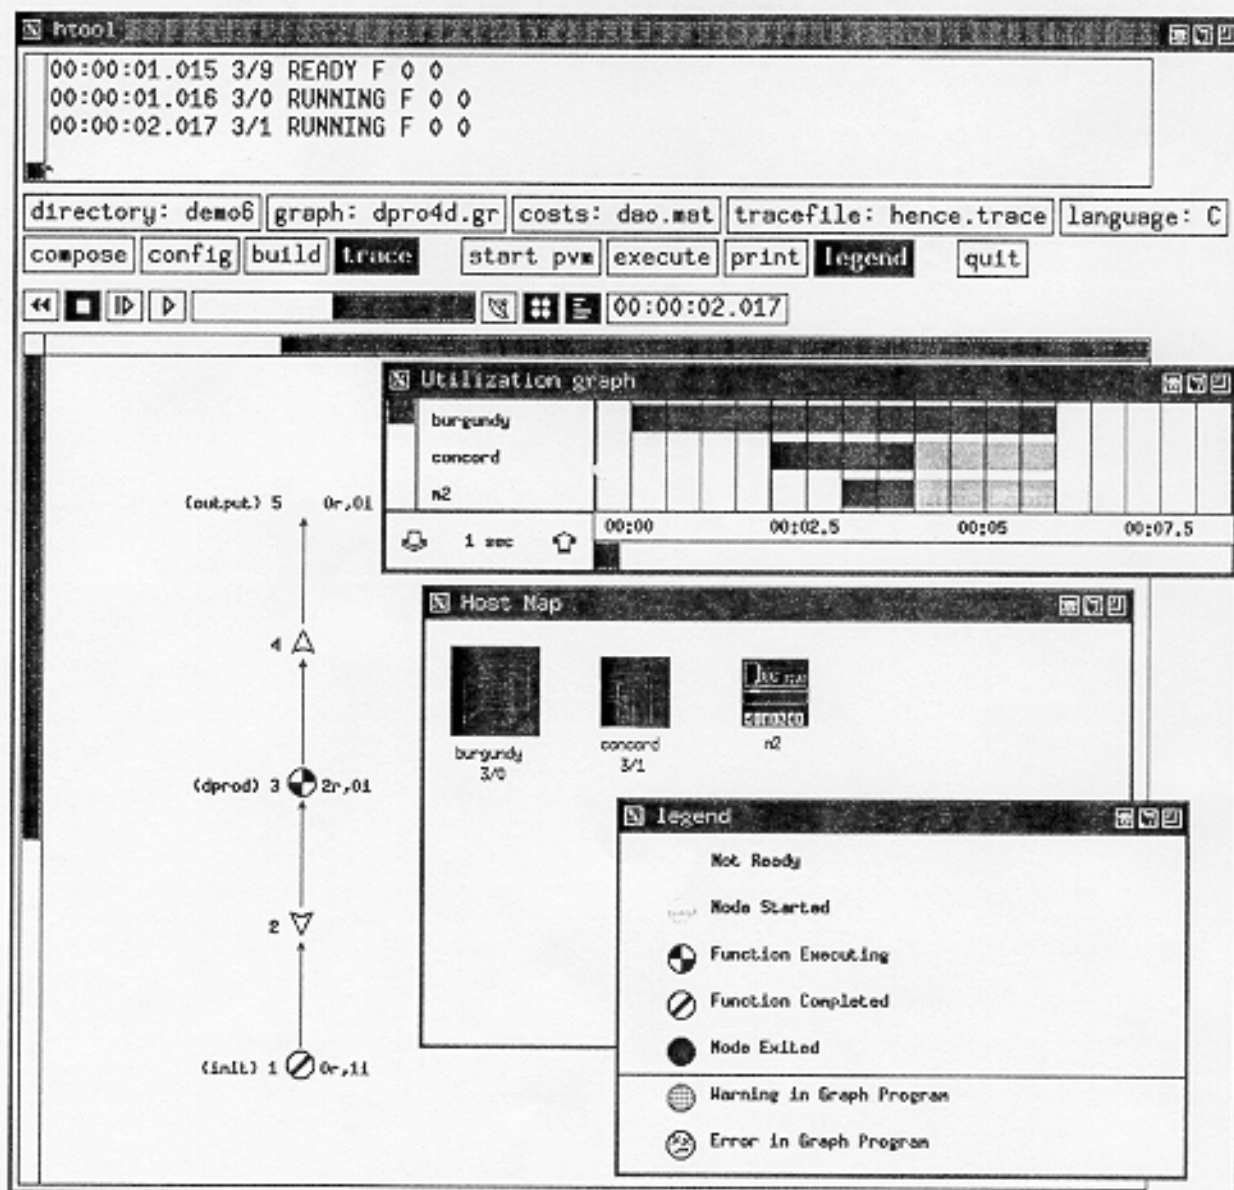 htool
00:00:01.015 3/9 READY F 0 0
00:00:01.016 3/0 RUNNING F 0 0
00:00:02.017 3/1 RUNNING F 0 0
directory: demo6 graph: dpro4d.gr costs: dao.mat tracefile: hence.trace language: C
compose config build trace start pvm execute print legend quit
00:00:02.017
Utilization graph
burgundy
concord
m2
00:00 00:02.5 00:05 00:07.5
1 sec
(output) 5 0r,0i
4
(dprod) 3 2r,0i
2
(init) 1 0r,1i
Host Map
burgundy
3/0
concord
3/1
m2
legend
Not Ready
Node Started
Function Executing
Function Completed
Node Exited
Warning in Graph Program
Error in Graph Program